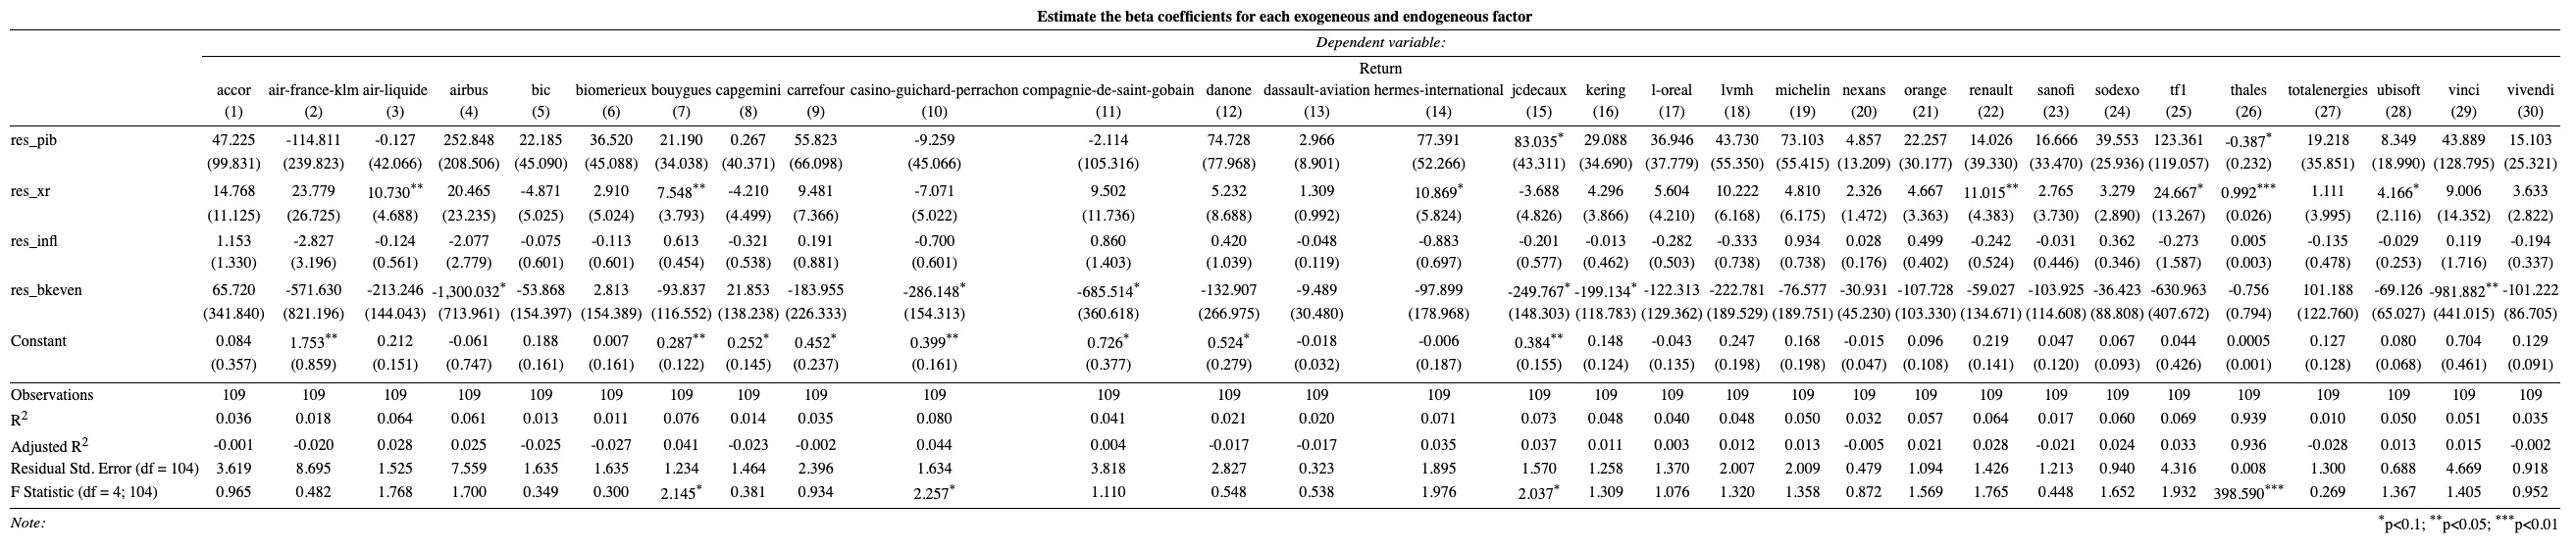 Estimate the beta coefficients for each exogeneous and endogeneous factor
Dependent variable:
Return
accor air-france-klm air-liquide airbus bic biomerieux bouygues capgemini carrefour casino-guichard-perrachon compagnie-de-saint-gobain danone dassault-aviation hermes-international jcdecaux kering l-oreal lvmh michelin nexans orange renault sanofi sodexo tf1 thales totalenergies ubisoft vinci vivendi
(1) (2) (3) (4) (5) (6) (7) (8) (9) (10) (11) (12) (13) (14) (15) (16) (17) (18) (19) (20) (21) (22) (23) (24) (25) (26) (27) (28) (29) (30)
res_pib 47.225 -114.811 -0.127 252.848 22.185 36.520 21.190 0.267 55.823 -9.259 -2.114 74.728 2.966 77.391 83.035* 29.088 36.946 43.730 73.103 4.857 22.257 14.026 16.666 39.553 123.361 -0.387* 19.218 8.349 43.889 15.103
(99.831) (239.823) (42.066) (208.506) (45.090) (45.088) (34.038) (40.371) (66.098) (45.066) (105.316) (77.968) (8.901) (52.266) (43.311) (34.690) (37.779) (55.350) (55.415) (13.209) (30.177) (39.330) (33.470) (25.936) (119.057) (0.232) (35.851) (18.990) (128.795) (25.321)
res_xr 14.768 23.779 10.730** 20.465 -4.871 2.910 7.548** -4.210 9.481 -7.071 9.502 5.232 1.309 10.869* -3.688 4.296 5.604 10.222 4.810 2.326 4.667 11.015** 2.765 3.279 24.667* 0.992*** 1.111 4.166* 9.006 3.633
(11.125) (26.725) (4.688) (23.235) (5.025) (5.024) (3.793) (4.499) (7.366) (5.022) (11.736) (8.688) (0.992) (5.824) (4.826) (3.866) (4.210) (6.168) (6.175) (1.472) (3.363) (4.383) (3.730) (2.890) (13.267) (0.026) (3.995) (2.116) (14.352) (2.822)
res_infl 1.153 -2.827 -0.124 -2.077 -0.075 -0.113 0.613 -0.321 0.191 -0.700 0.860 0.420 -0.048 -0.883 -0.201 -0.013 -0.282 -0.333 0.934 0.028 0.499 -0.242 -0.031 0.362 -0.273 0.005 -0.135 -0.029 0.119 -0.194
(1.330) (3.196) (0.561) (2.779) (0.601) (0.601) (0.454) (0.538) (0.881) (0.601) (1.403) (1.039) (0.119) (0.697) (0.577) (0.462) (0.503) (0.738) (0.738) (0.176) (0.402) (0.524) (0.446) (0.346) (1.587) (0.003) (0.478) (0.253) (1.716) (0.337)
res_bkeven 65.720 -571.630 -213.246 -1,300.032* -53.868 2.813 -93.837 21.853 -183.955 -286.148* -685.514* -132.907 -9.489 -97.899 -249.767* -199.134* -122.313 -222.781 -76.577 -30.931 -107.728 -59.027 -103.925 -36.423 -630.963 -0.756 101.188 -69.126 -981.882** -101.222
(341.840) (821.196) (144.043) (713.961) (154.397) (154.389) (116.552) (138.238) (226.333) (154.313) (360.618) (266.975) (30.480) (178.968) (148.303) (118.783) (129.362) (189.529) (189.751) (45.230) (103.330) (134.671) (114.608) (88.808) (407.672) (0.794) (122.760) (65.027) (441.015) (86.705)
Constant 0.084 1.753** 0.212 -0.061 0.188 0.007 0.287** 0.252* 0.452* 0.399** 0.726* 0.524* -0.018 -0.006 0.384** 0.148 -0.043 0.247 0.168 -0.015 0.096 0.219 0.047 0.067 0.044 0.0005 0.127 0.080 0.704 0.129
(0.357) (0.859) (0.151) (0.747) (0.161) (0.161) (0.122) (0.145) (0.237) (0.161) (0.377) (0.279) (0.032) (0.187) (0.155) (0.124) (0.135) (0.198) (0.198) (0.047) (0.108) (0.141) (0.120) (0.093) (0.426) (0.001) (0.128) (0.068) (0.461) (0.091)
Observations 109 109 109 109 109 109 109 109 109 109 109 109 109 109 109 109 109 109 109 109 109 109 109 109 109 109 109 109 109 109
R2 0.036 0.018 0.064 0.061 0.013 0.011 0.076 0.014 0.035 0.080 0.041 0.021 0.020 0.071 0.073 0.048 0.040 0.048 0.050 0.032 0.057 0.064 0.017 0.060 0.069 0.939 0.010 0.050 0.051 0.035
Adjusted R2 -0.001 -0.020 0.028 0.025 -0.025 -0.027 0.041 -0.023 -0.002 0.044 0.004 -0.017 -0.017 0.035 0.037 0.011 0.003 0.012 0.013 -0.005 0.021 0.028 -0.021 0.024 0.033 0.936 -0.028 0.013 0.015 -0.002
Residual Std. Error (df = 104) 3.619 8.695 1.525 7.559 1.635 1.635 1.234 1.464 2.396 1.634 3.818 2.827 0.323 1.895 1.570 1.258 1.370 2.007 2.009 0.479 1.094 1.426 1.213 0.940 4.316 0.008 1.300 0.688 4.669 0.918
F Statistic (df = 4; 104) 0.965 0.482 1.768 1.700 0.349 0.300 2.145* 0.381 0.934 2.257* 1.110 0.548 0.538 1.976 2.037* 1.309 1.076 1.320 1.358 0.872 1.569 1.765 0.448 1.652 1.932 398.590*** 0.269 1.367 1.405 0.952
Note: *p<0.1; **p<0.05; ***p<0.01